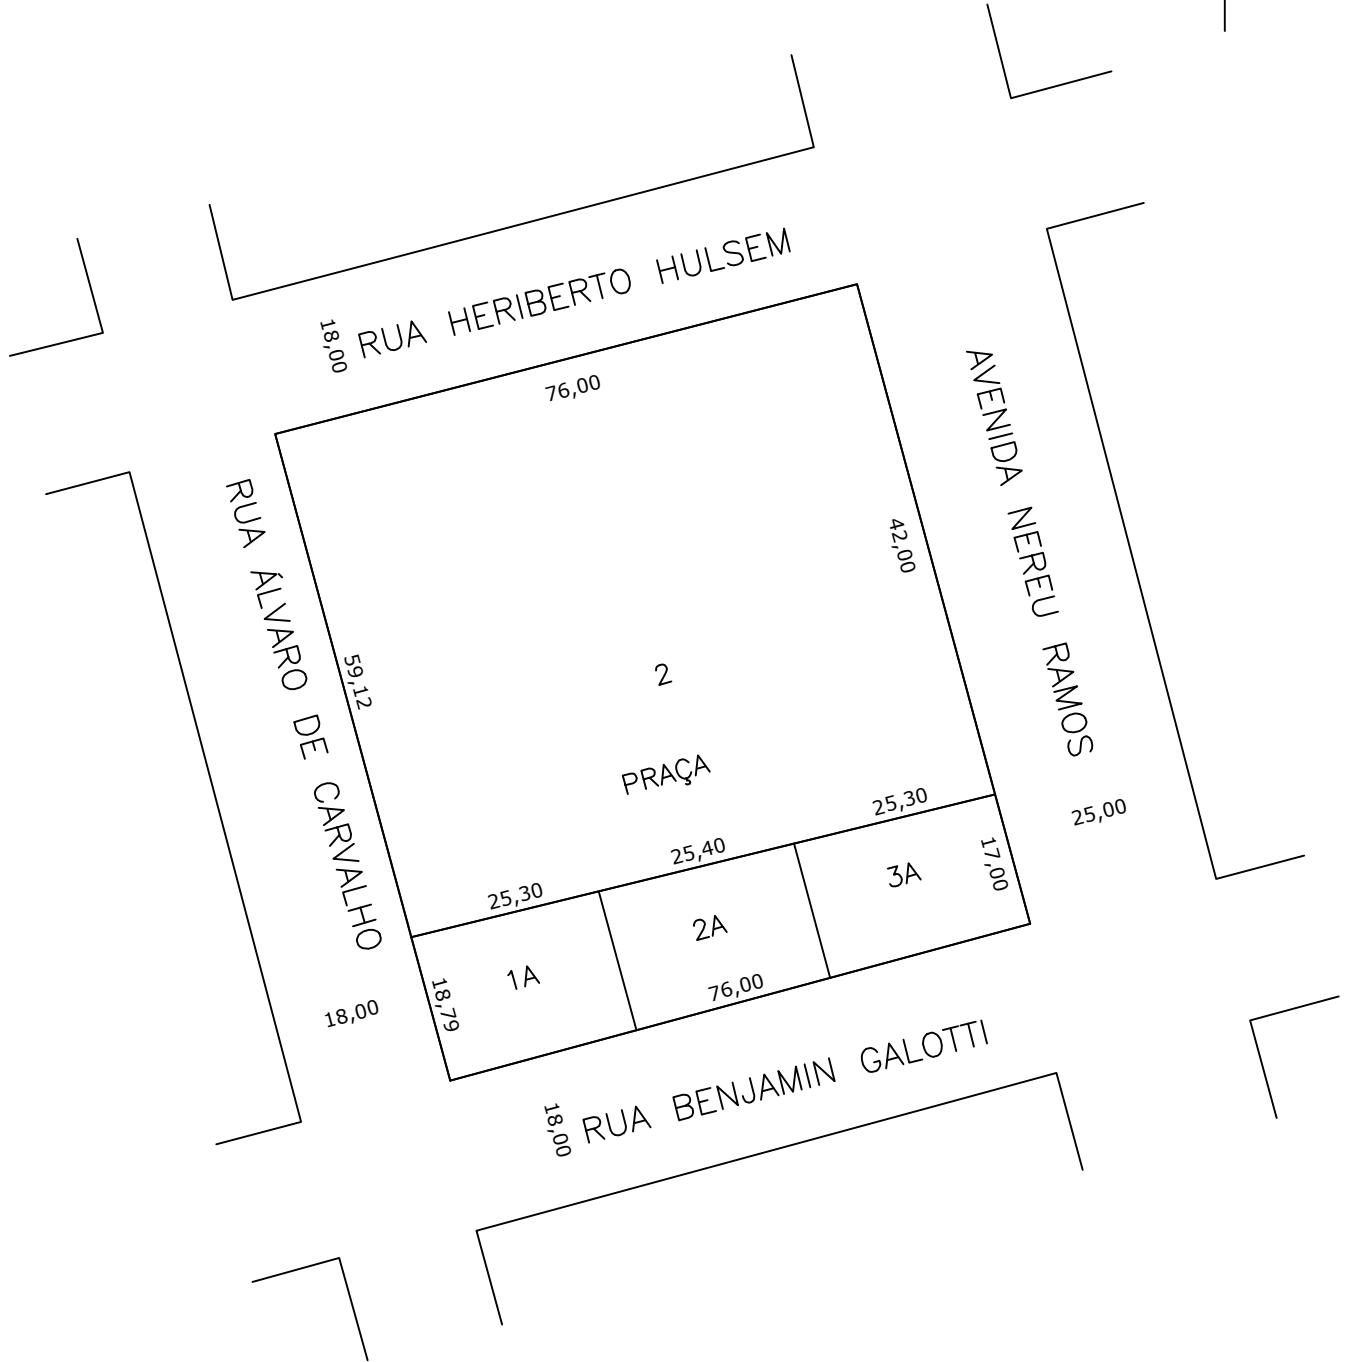 RUA HERIBERTO HULSEM
18,00
76,00
AVENIDA NEREU RAMOS
RUA ÁLVARO DE CARVALHO
42,00
59,12
2
PRAÇA
25,30
25,00
25,40
25,30
3A
17,00
2A
1A
76,00
18,79
18,00
RUA BENJAMIN GALOTTI
18,00